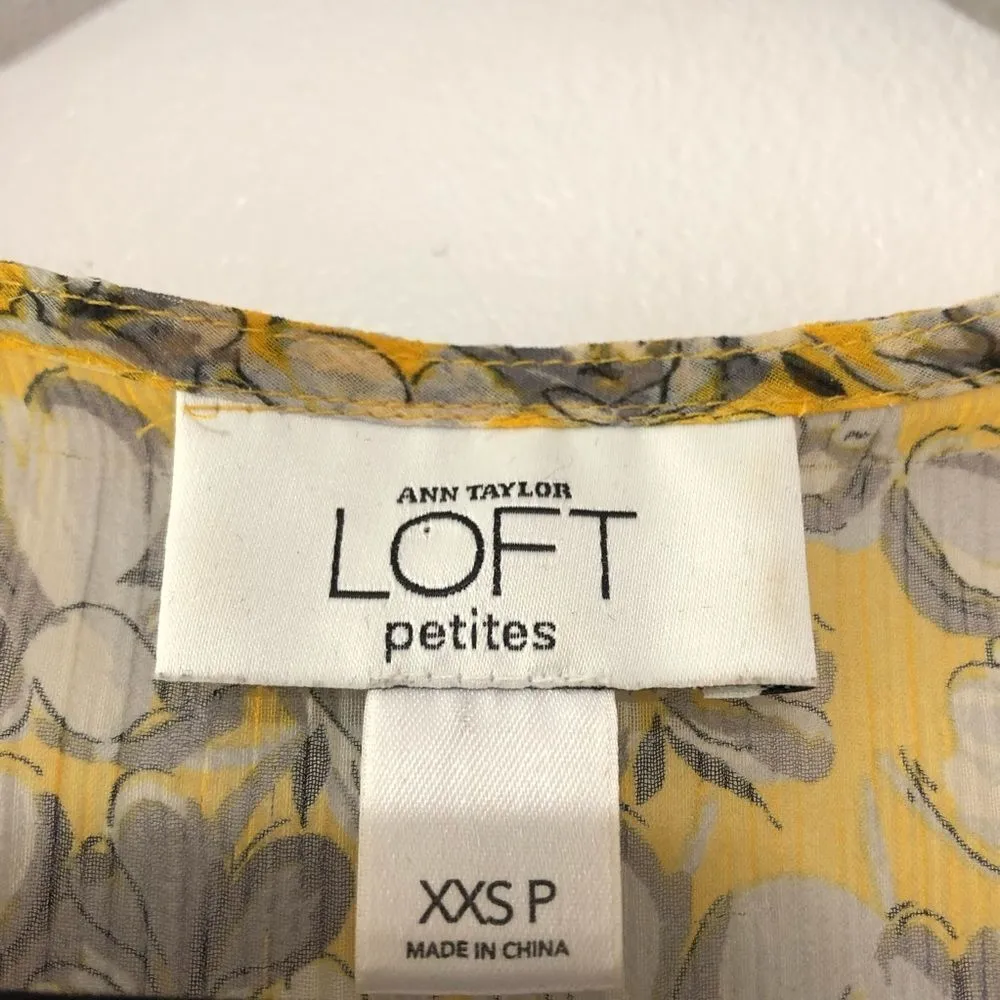 ANN TAYLOR
LOFT
petites
XXS P
MADE IN CHINA